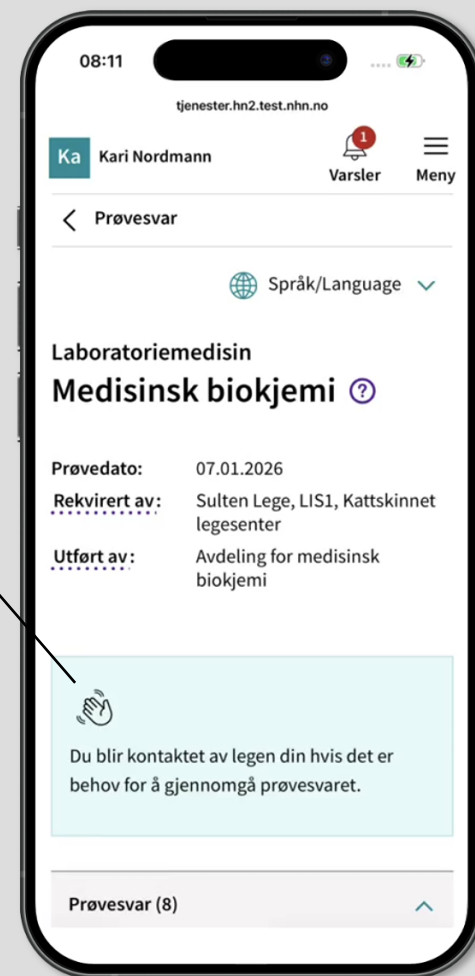 08:11
tjenester.hn2.test.nhn.no
Ka Kari Nordmann
1
Varsler Meny
Prøvesvar
Språk/Language
Laboratoriemedisin
Medisinsk biokjemi ?
Prøvedato: 07.01.2026
Rekvirert av: Sulten Lege, LIS1, Kattskinnet
legesenter
Utført av: Avdeling for medisinsk
biokjemi
Du blir kontaktet av legen din hvis det er
behov for å gjennomgå prøvesvaret.
Prøvesvar (8)